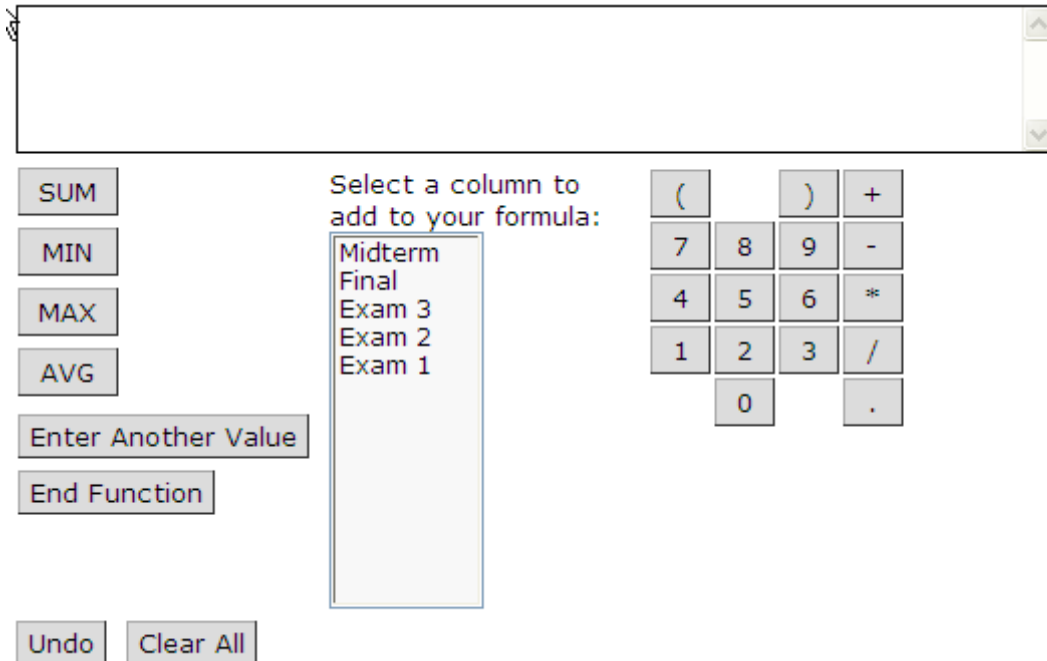 SUM
MIN
MAX
AVG
Enter Another Value
End Function
Undo Clear All
Select a column to
add to your formula:
Midterm
Final
Exam 3
Exam 2
Exam 1
( ) +
7 8 9 -
4 5 6 *
1 2 3 /
0 .